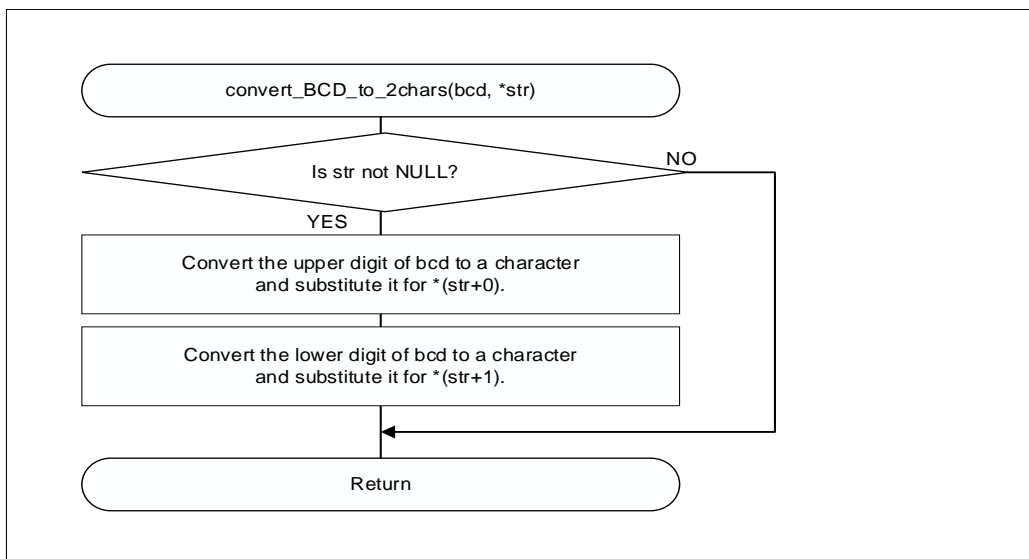 convert_BCD_to_2chars(bcd, *str)
Is str not NULL?
NO
YES
Convert the upper digit of bcd to a character
and substitute it for *(str+0).
Convert the lower digit of bcd to a character
and substitute it for *(str+1).
Return